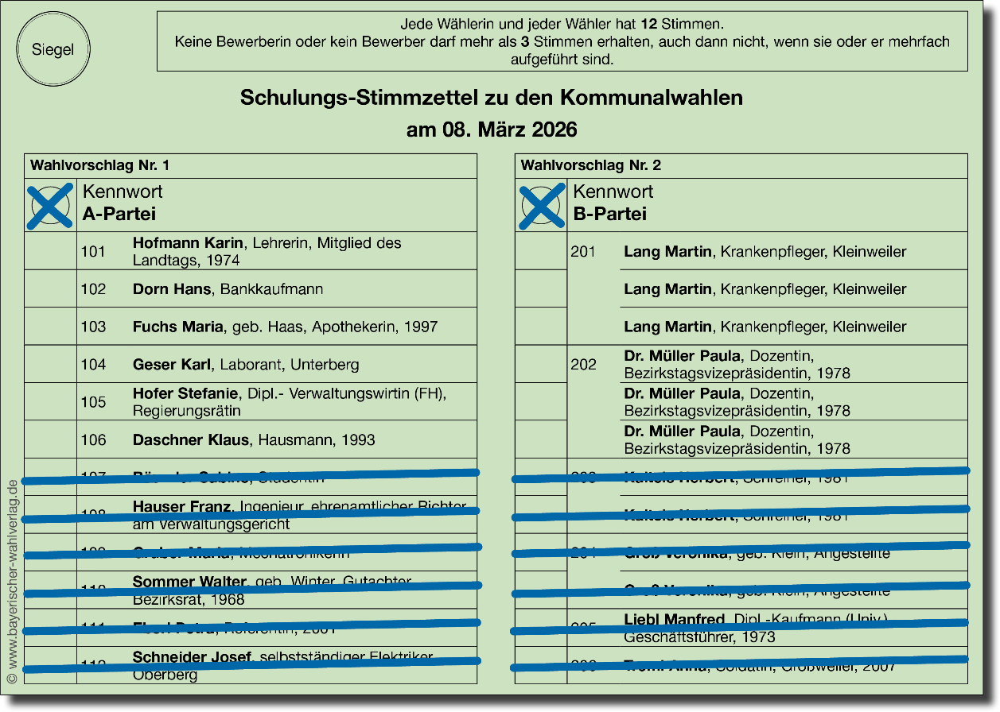 Siegel
Jede Wählerin und jeder Wähler hat 12 Stimmen.
Keine Bewerberin oder kein Bewerber darf mehr als 3 Stimmen erhalten, auch dann nicht, wenn sie oder er mehrfach
aufgeführt sind.
Schulungs-Stimmzettel zu den Kommunalwahlen
am 08. März 2026
Wahlvorschlag Nr. 1
Kennwort
A-Partei
101 Hofmann Karin, Lehrerin, Mitglied des
Landtags, 1974
102 Dorn Hans, Bankkaufmann
103 Fuchs Maria, geb. Haas, Apothekerin, 1997
104 Geser Karl, Laborant, Unterberg
105 Hofer Stefanie, Dipl.- Verwaltungswirtin (FH),
Regierungsrätin
106 Daschner Klaus, Hausmann, 1993
107 Sabine, Studentin
108 Hauser Franz, Ingenieur, ehrenamtlicher Richter
am Verwaltungsgericht
109 Gruber Maria, Mechatronikerin
110 Sommer Walter, geb. Winter, Gutachter,
Bezirksrat, 1968
111 Eberl Petra, Referentin, 2001
112 Schneider Josef, selbstständiger Elektriker,
Oberberg
Wahlvorschlag Nr. 2
Kennwort
B-Partei
201 Lang Martin, Krankenpfleger, Kleinweiler
Lang Martin, Krankenpfleger, Kleinweiler
Lang Martin, Krankenpfleger, Kleinweiler
202 Dr. Müller Paula, Dozentin,
Bezirkstagsvizepräsidentin, 1978
Dr. Müller Paula, Dozentin,
Bezirkstagsvizepräsidentin, 1978
Dr. Müller Paula, Dozentin,
Bezirkstagsvizepräsidentin, 1978
203 Herbert, Schreiner, 1981
Herbert, Schreiner, 1981
204 Groß Veronika, geb. Klein, Angestellte
Groß Veronika, geb. Klein, Angestellte
205 Liebl Manfred, Dipl.-Kaufmann (Univ.)
Geschäftsführer, 1973
206 Anna, Soldatin, Großweiler, 2007
© www.bayerischer-wahlverlag.de